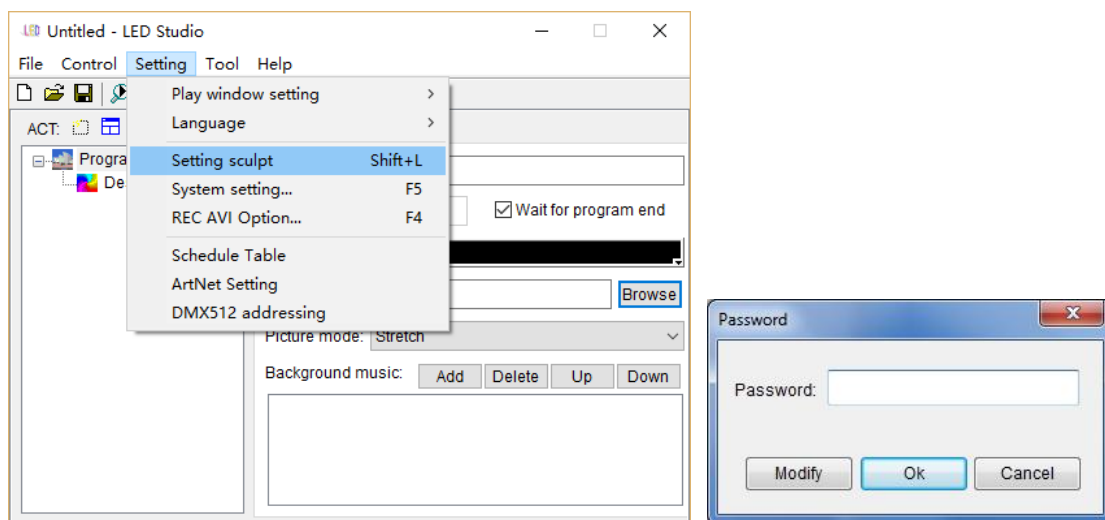 LED Untitled - LED Studio
File Control Setting Tool Help
Play window setting >
ACT: Language >
Progra Setting sculpt Shift+L
De System setting... F5
REC AVI Option... F4 Wait for program end
Schedule Table
ArtNet Setting Browse
DMX512 addressing
Picture mode: Stretch
Background music: Add Delete Up Down
Password
Password:
Modify Ok Cancel